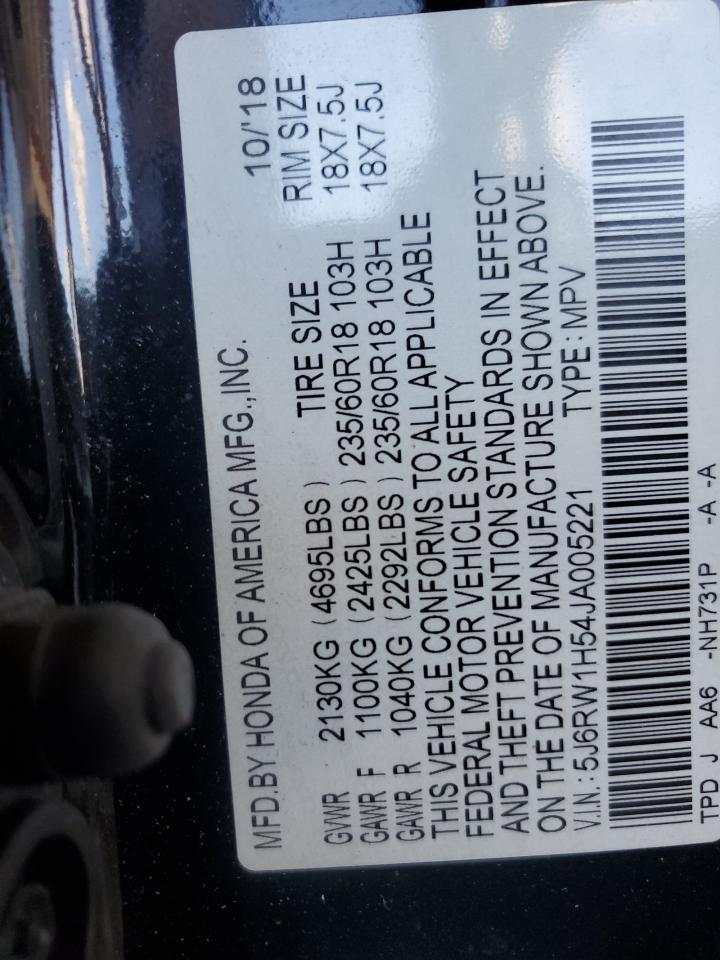 MFD. BY HONDA OF AMERICA MFG., INC. 10/'18
TIRE SIZE RIM SIZE
GVWR 2130KG (4695LBS)
GAWR F 1100KG (2425LBS) 235/60R18 103H 18X7.5J
GAWR R 1040KG (2292LBS) 235/60R18 103H 18X7.5J
THIS VEHICLE CONFORMS TO ALL APPLICABLE
FEDERAL MOTOR VEHICLE SAFETY
AND THEFT PREVENTION STANDARDS IN EFFECT
ON THE DATE OF MANUFACTURE SHOWN ABOVE.
V.I.N.: 5J6RW1H54JA005221 TYPE: MPV
TPD J AA6 -NH731P -A -A